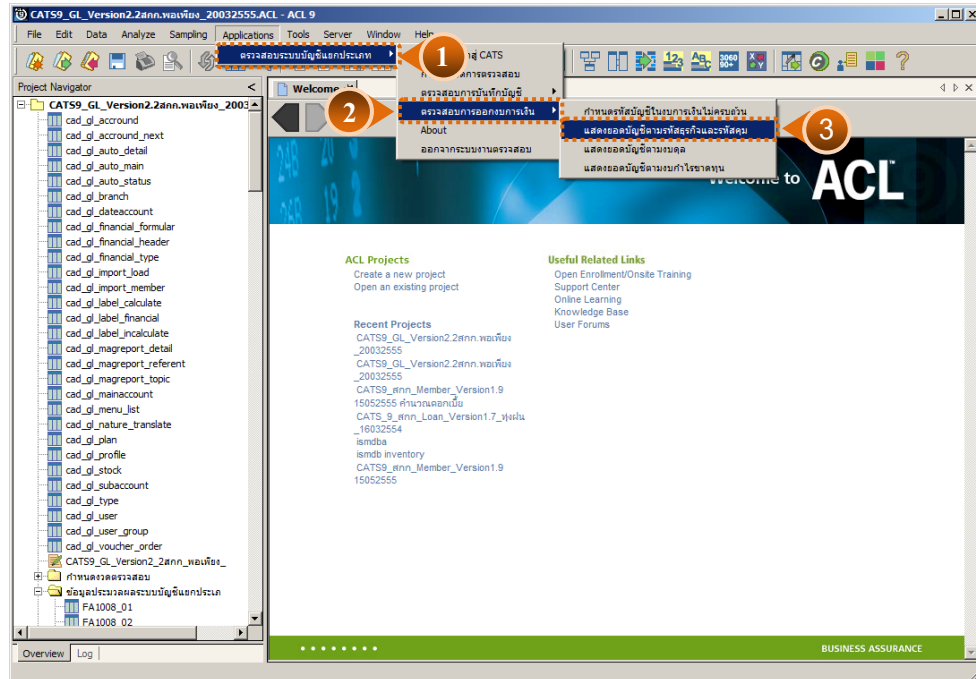 CATS9_GL_Version2.2สกก.พอเพียง_20032555.ACL - ACL 9
File Edit Data Analyze Sampling Applications Tools Server Window Help
ตรวจสอบระบบบัญชีแยกประเภท
1
CATS
ตรวจสอบการบันทึกบัญชี
2
ตรวจสอบการออกงบการเงิน
About
ออกจากระบบงานตรวจสอบ
กำหนดรหัสบัญชีในงบการเงินไม่ครบถ้วน
แสดงยอดบัญชีตามรหัสธุรกิจและรหัสคุม
3
แสดงยอดบัญชีตามงบดุล
แสดงยอดบัญชีตามงบกำไรขาดทุน
Project Navigator
CATS9_GL_Version2.2สกก.พอเพียง_2003
cad_gl_accround
cad_gl_accround_next
cad_gl_auto_detail
cad_gl_auto_main
cad_gl_auto_status
cad_gl_branch
cad_gl_dateaccount
cad_gl_financial_formular
cad_gl_financial_header
cad_gl_financial_type
cad_gl_import_load
cad_gl_import_member
cad_gl_label_calculate
cad_gl_label_financial
cad_gl_label_incalculate
cad_gl_magreport_detail
cad_gl_magreport_referent
cad_gl_magreport_topic
cad_gl_mainaccount
cad_gl_menu_list
cad_gl_nature_translate
cad_gl_plan
cad_gl_profile
cad_gl_stock
cad_gl_subaccount
cad_gl_type
cad_gl_user
cad_gl_user_group
cad_gl_voucher_order
CATS9_GL_Version2_2สกก_พอเพียง_
กำหนดงวดตรวจสอบ
ข้อมูลประมวลผลระบบบัญชีแยกประเภ
FA1008_01
FA1008_02
Overview Log
Welcome
Welcome to ACL
ACL Projects
Create a new project
Open an existing project
Recent Projects
CATS9_GL_Version2.2สกก.พอเพียง
_20032555
CATS9_GL_Version2.2สกก.พอเพียง
_20032555
CATS9_สกก_Member_Version1.9
15052555 คำนวณดอกเบี้ย
CATS_9_สกก_Loan_Version1.7_ทุ่งฝน
_16032554
ismdba
ismdb inventory
CATS9_สกก_Member_Version1.9
15052555
Useful Related Links
Open Enrollment/Onsite Training
Support Center
Online Learning
Knowledge Base
User Forums
BUSINESS ASSURANCE